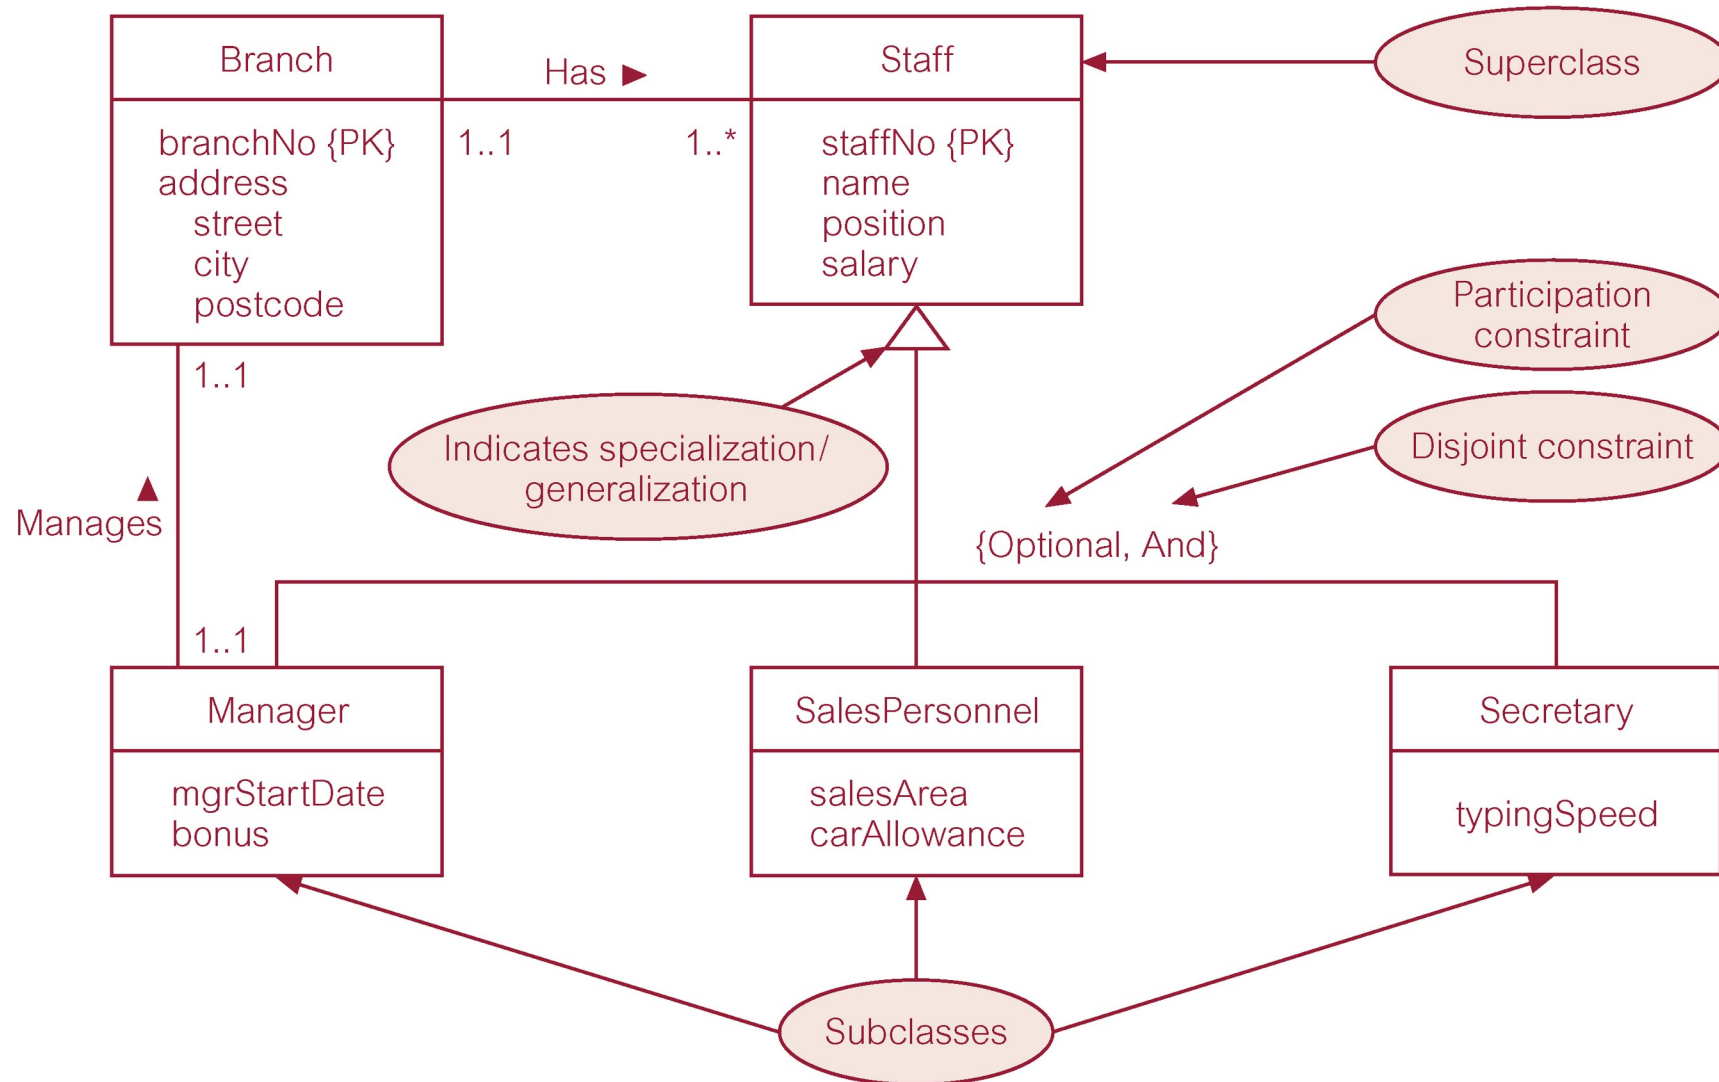 Branch
Has ►
Staff
Superclass
branchNo {PK}
address
street
city
postcode
1..1
1..*
staffNo {PK}
name
position
salary
Participation
constraint
1..1
Indicates specialization/
generalization
Disjoint constraint
▲
Manages
{Optional, And}
1..1
Manager
mgrStartDate
bonus
SalesPersonnel
salesArea
carAllowance
Secretary
typingSpeed
Subclasses